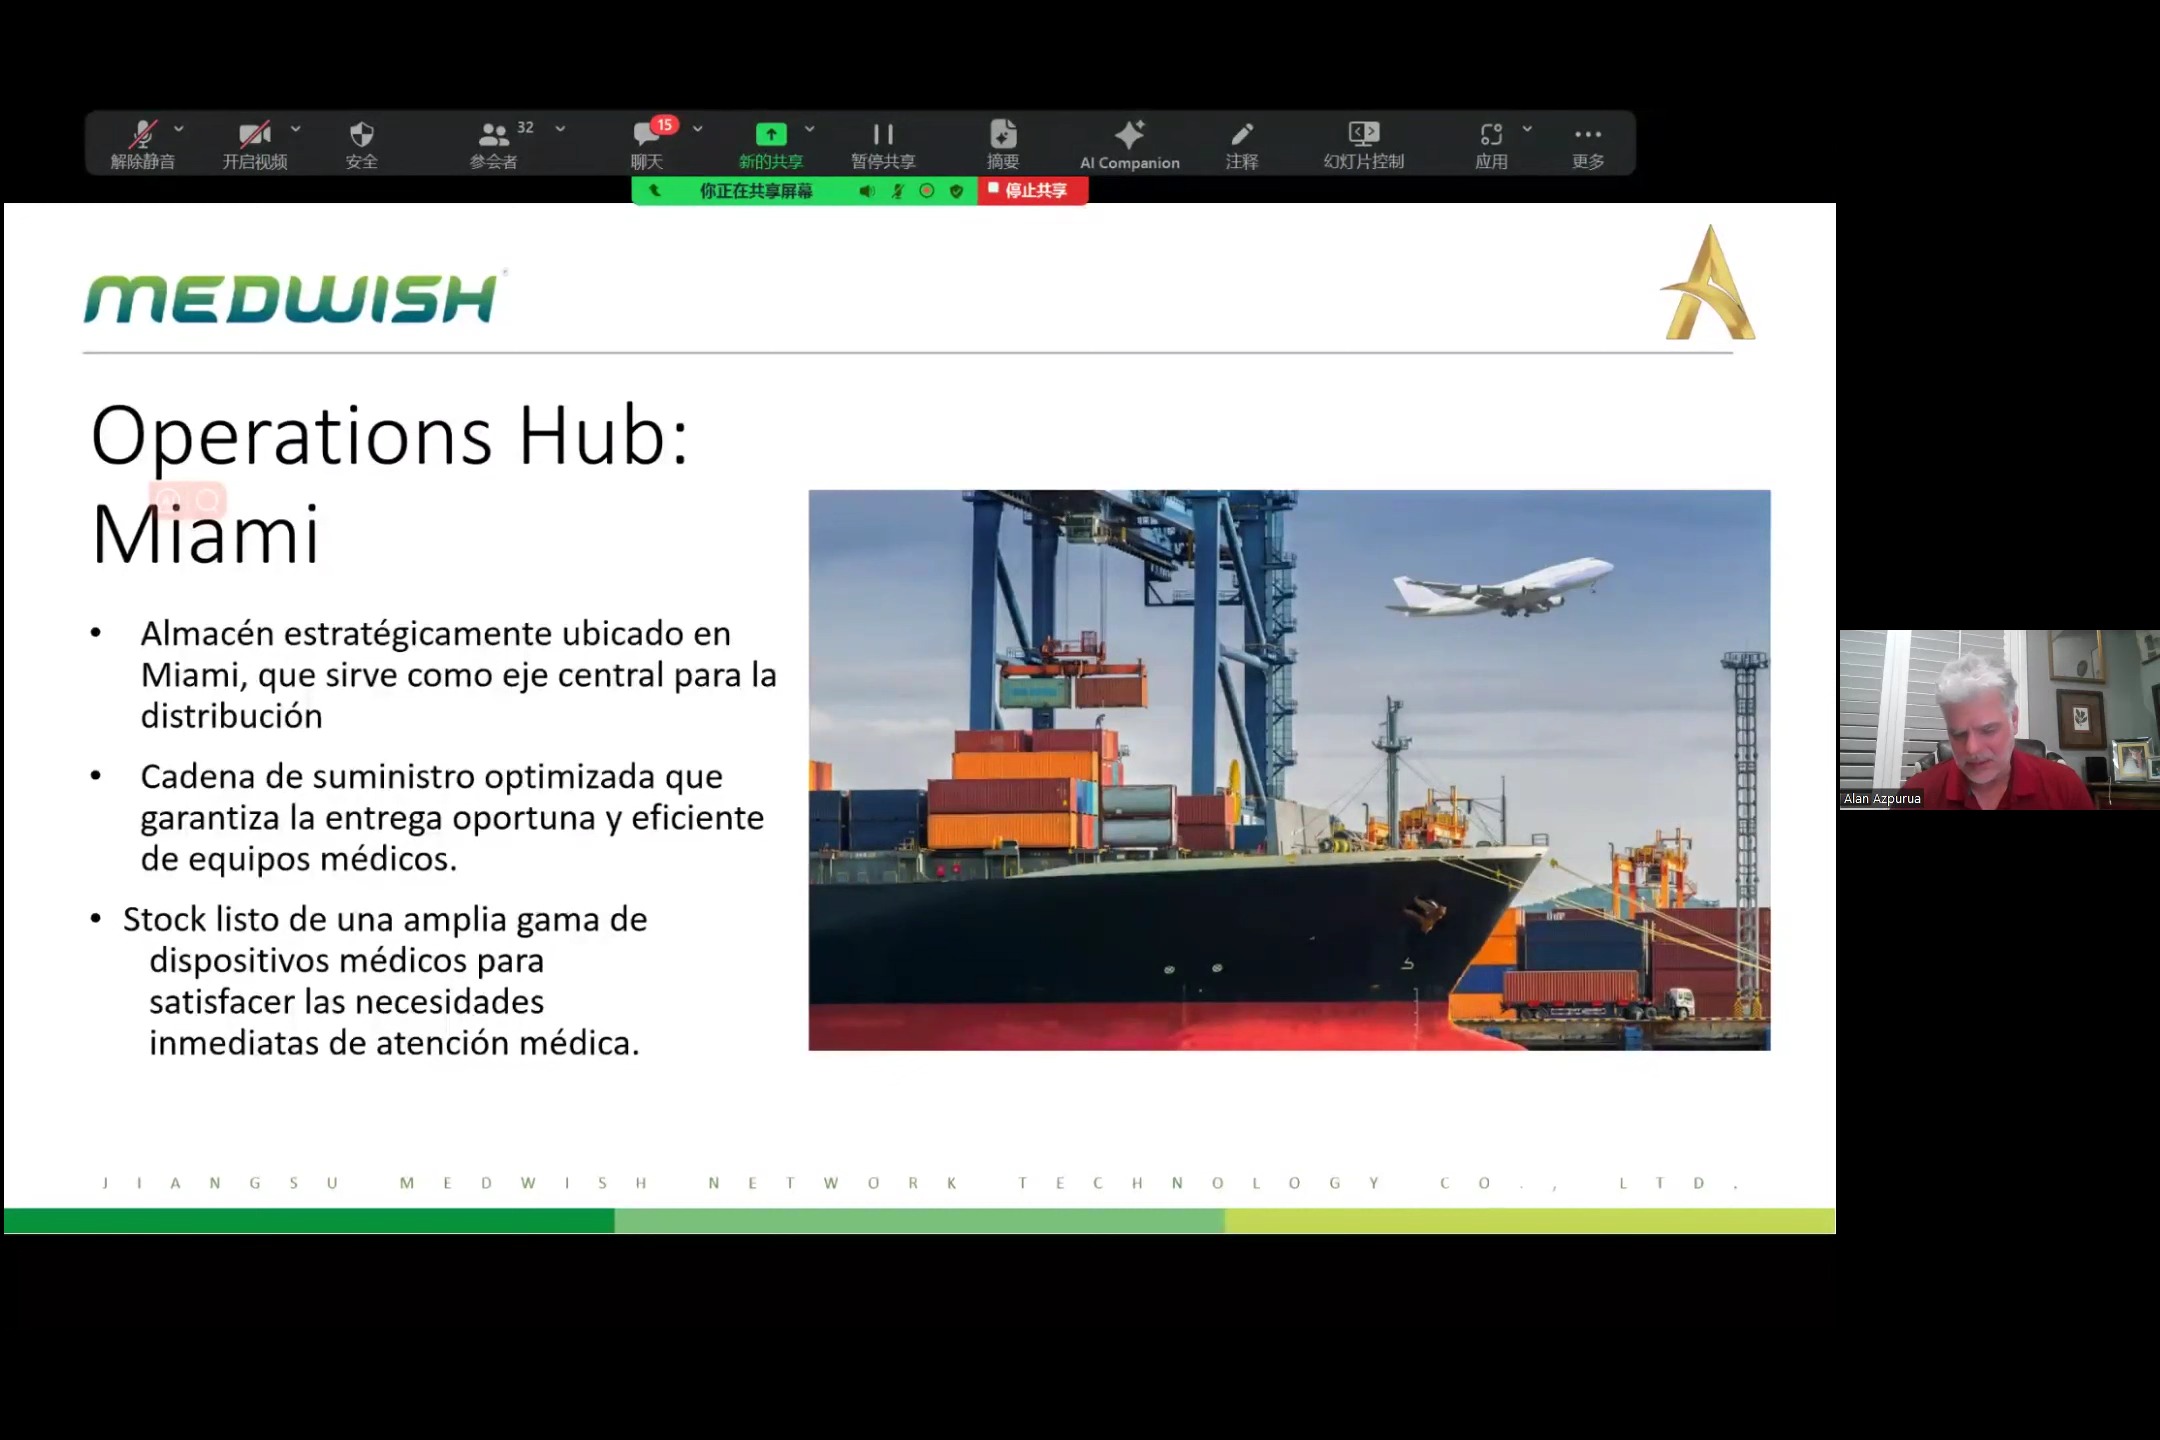 32
15
解除静音
开启视频
安全
参会者
聊天
新的共享
暂停共享
摘要
AI Companion
注释
幻灯片控制
应用
更多
你正在共享屏幕
停止共享
MEDWISH
Operations Hub:
Miami
• Almacén estratégicamente ubicado en
Miami, que sirve como eje central para la
distribución
• Cadena de suministro optimizada que
garantiza la entrega oportuna y eficiente
de equipos médicos.
• Stock listo de una amplia gama de
dispositivos médicos para
satisfacer las necesidades
inmediatas de atención médica.
Alan Azpurua
JIANGSU MEDWISH NETWORK TECHNOLOGY CO., LTD.